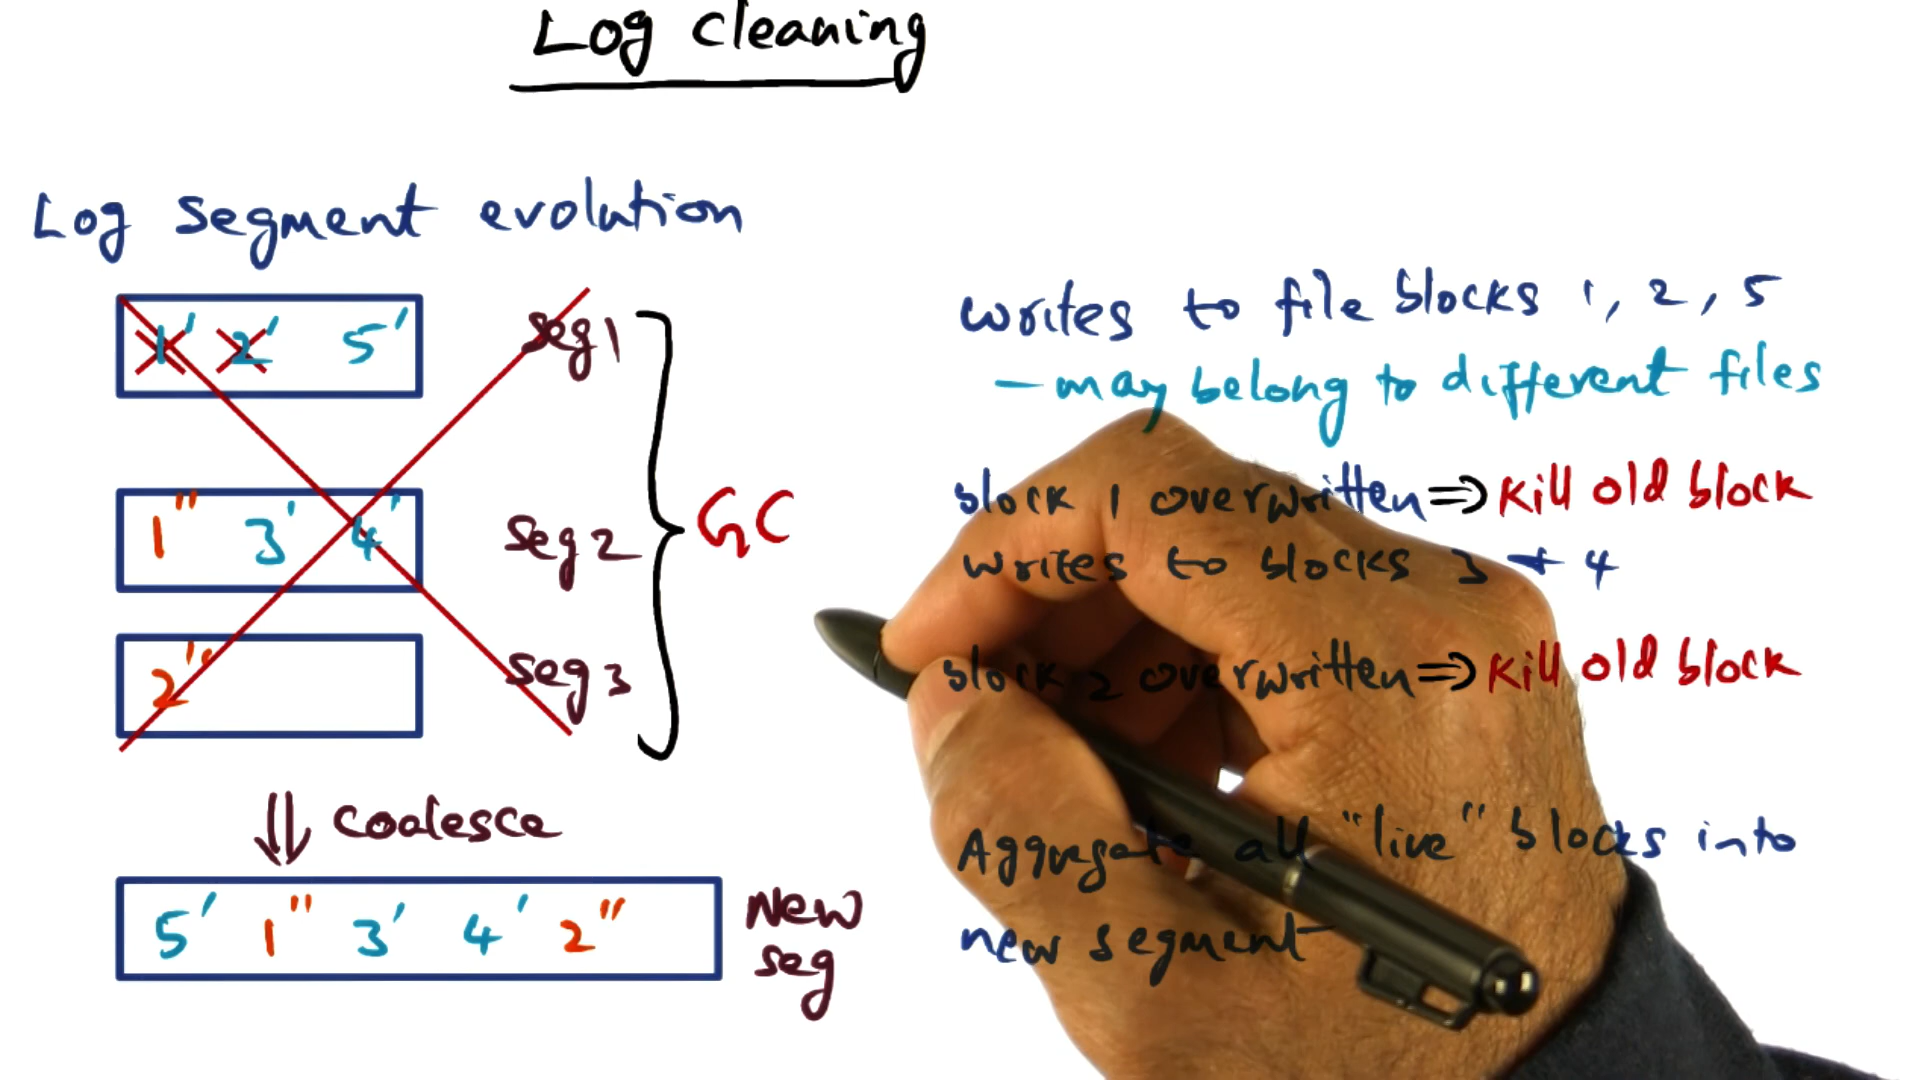 Log Cleaning
Log Segment evolution
1' 2' 5' seg 1
1" 3' 4' Seg 2
2" seg 3
GC
Coalesce
5' 1" 3' 4' 2"
New
seg
writes to file blocks 1, 2, 5
- may belong to different files
block 1 overwritten ⇒ Kill old block
writes to blocks 3 + 4
block 2 overwritten ⇒ Kill old block
Aggregate all "live" blocks into
new segment